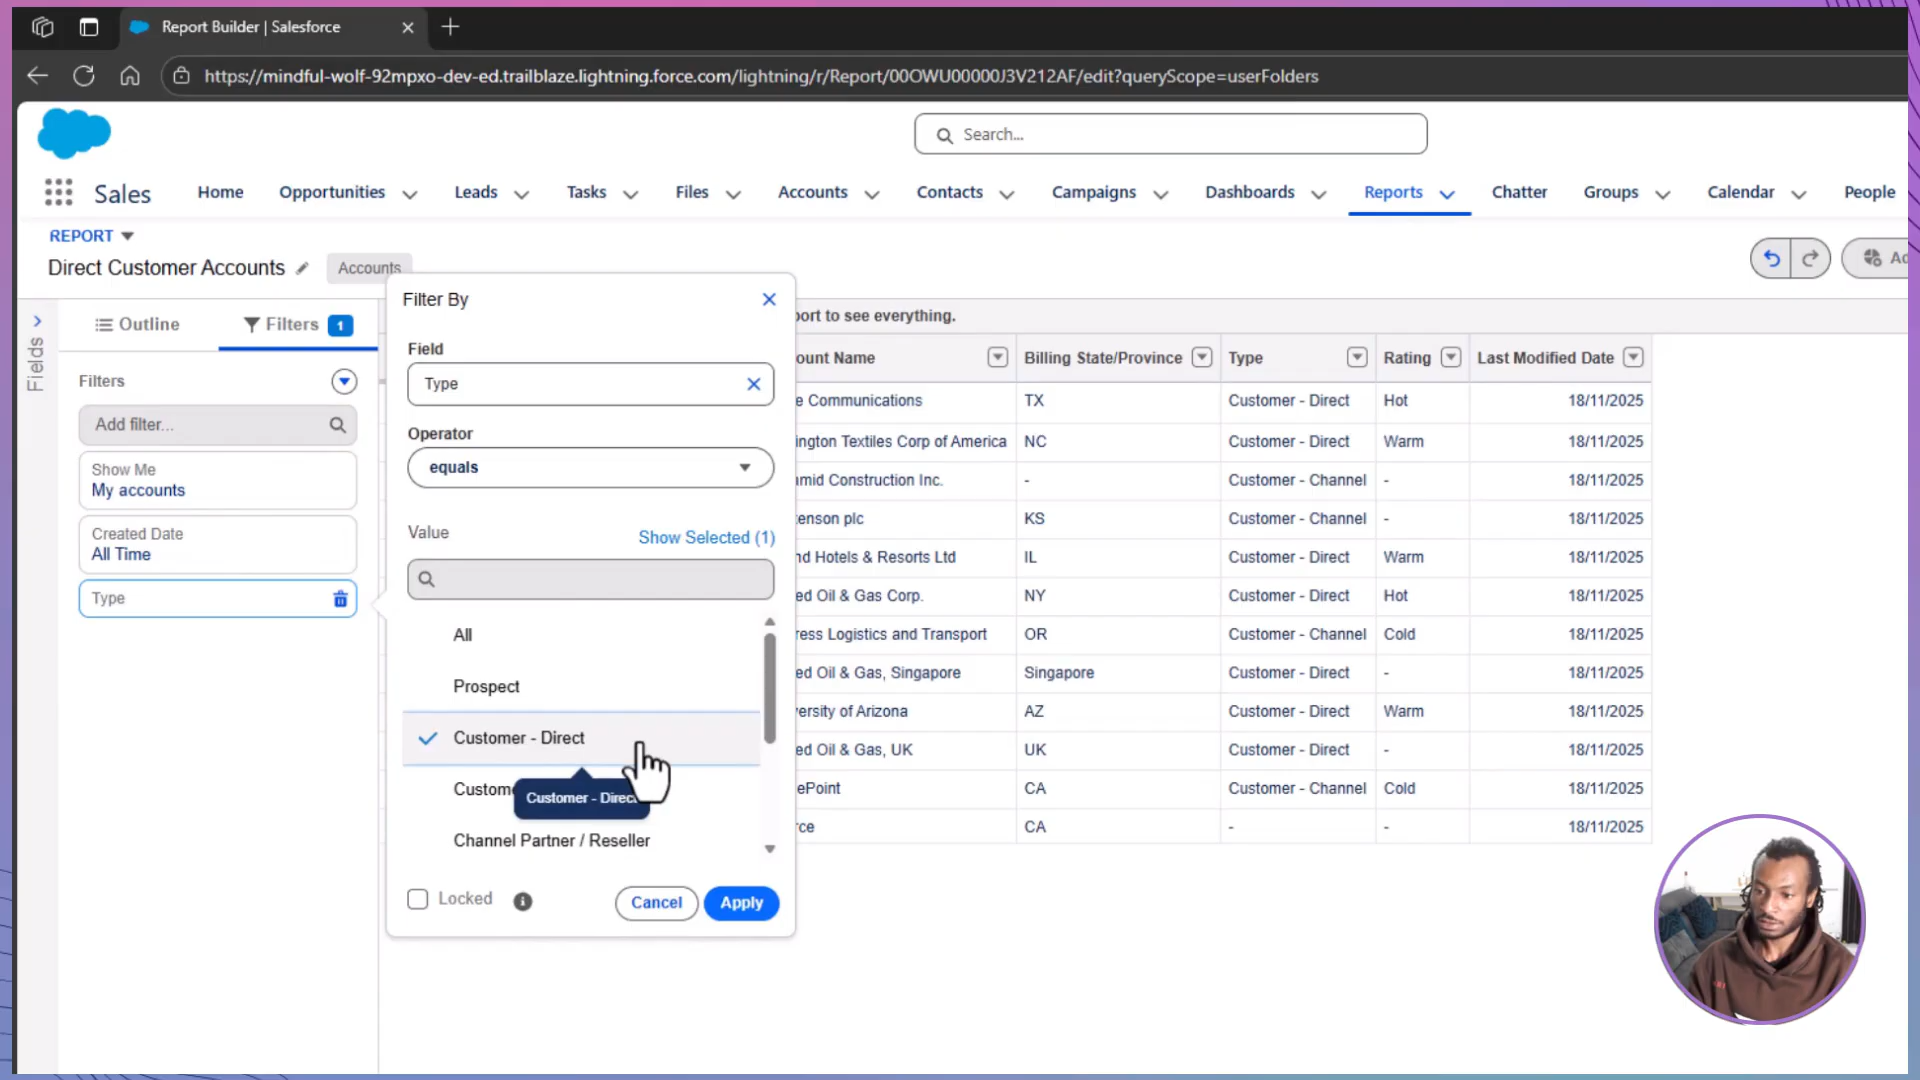 Report Builder | Salesforce
https://mindful-wolf-92mpxo-dev-ed.trailblaze.lightning.force.com/lightning/r/Report/00OWU00000J3V212AF/edit?queryScope=userFolders
Search...
Sales Home Opportunities Leads Tasks Files Accounts Contacts Campaigns Dashboards Reports Chatter Groups Calendar People
REPORT
Direct Customer Accounts Accounts
Fields
Outline Filters 1
Filters
Add filter...
Show Me
My accounts
Created Date
All Time
Type
Filter By
Field
Type
Operator
equals
Value Show Selected (1)
All
Prospect
Customer - Direct
Custome
Customer - Direct
Channel Partner / Reseller
Locked Cancel Apply
ort to see everything.
ount Name Billing State/Province Type Rating Last Modified Date
e Communications TX Customer - Direct Hot 18/11/2025
ington Textiles Corp of America NC Customer - Direct Warm 18/11/2025
mid Construction Inc. - Customer - Channel - 18/11/2025
enson plc KS Customer - Channel - 18/11/2025
nd Hotels & Resorts Ltd IL Customer - Direct Warm 18/11/2025
ed Oil & Gas Corp. NY Customer - Direct Hot 18/11/2025
ress Logistics and Transport OR Customer - Channel Cold 18/11/2025
ed Oil & Gas, Singapore Singapore Customer - Direct - 18/11/2025
ersity of Arizona AZ Customer - Direct Warm 18/11/2025
ed Oil & Gas, UK UK Customer - Direct - 18/11/2025
ePoint CA Customer - Channel Cold 18/11/2025
rce CA - - 18/11/2025